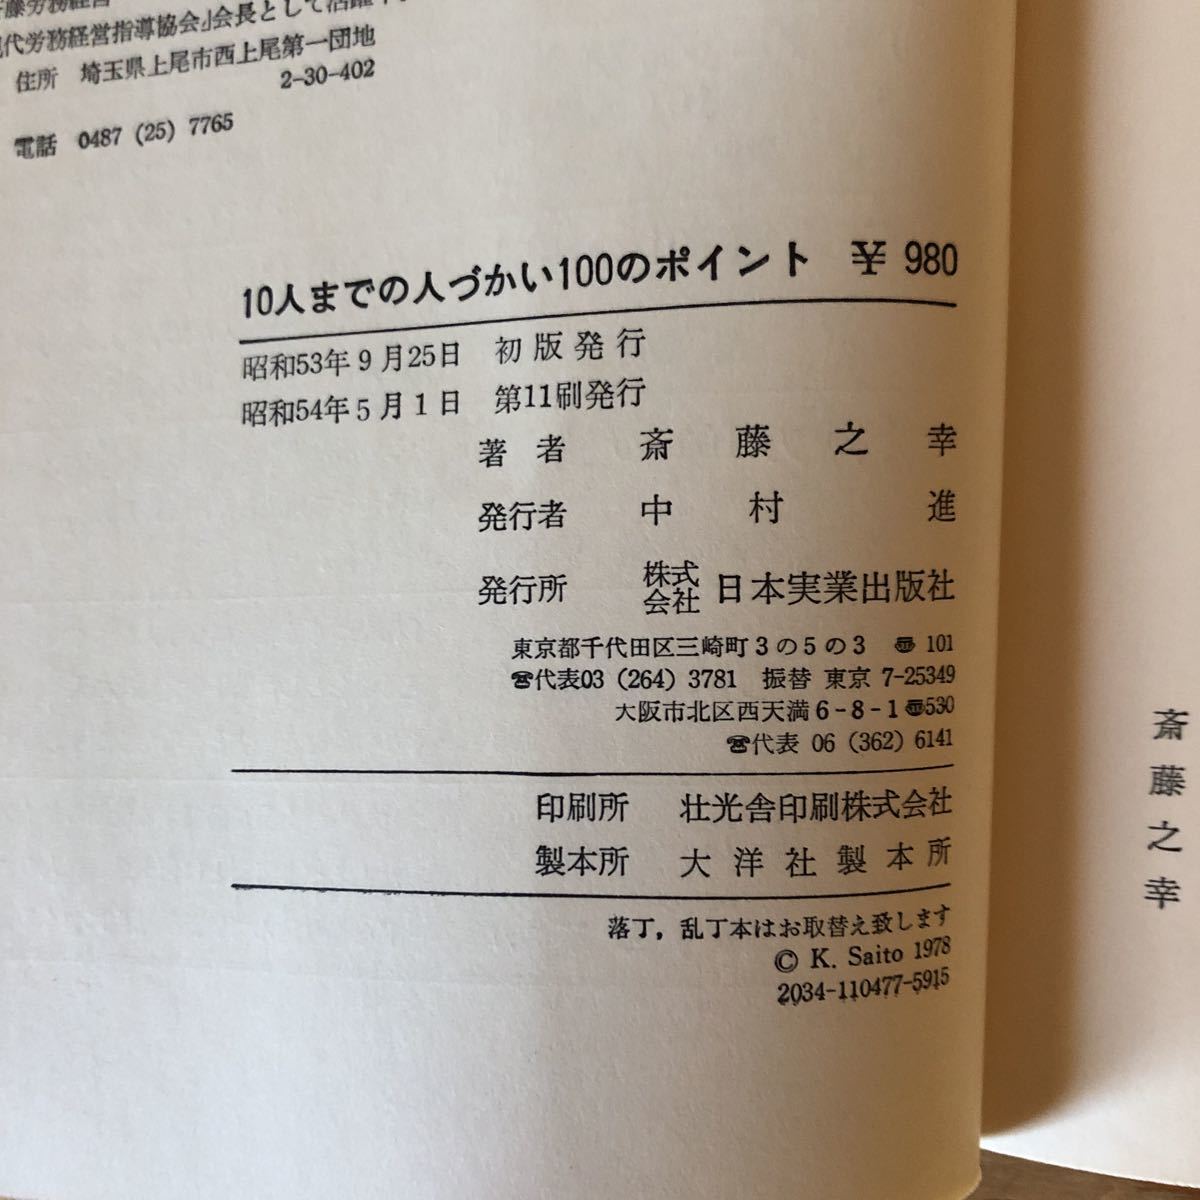 藤労務経営
代労務経営指導協会』会長として活躍
住所 埼玉県上尾市西上尾第一団地
2-30-402
電話 0487 (25) 7765
10人までの人づかい100のポイント ¥ 980
昭和53年9月25日 初版発行
昭和54年5月1日 第11刷発行
著者 斎藤之幸
発行者 中村進
発行所 株式会社 日本実業出版社
東京都千代田区三崎町3の5の3 〠 101
☎代表03 (264) 3781 振替 東京 7-25349
大阪市北区西天満6-8-1〠530
☎代表 06 (362) 6141
印刷所 壮光舎印刷株式会社
製本所 大洋社製本所
落丁，乱丁本はお取替え致します
© K. Saito 1978
2034-110477-5915
斎藤之幸